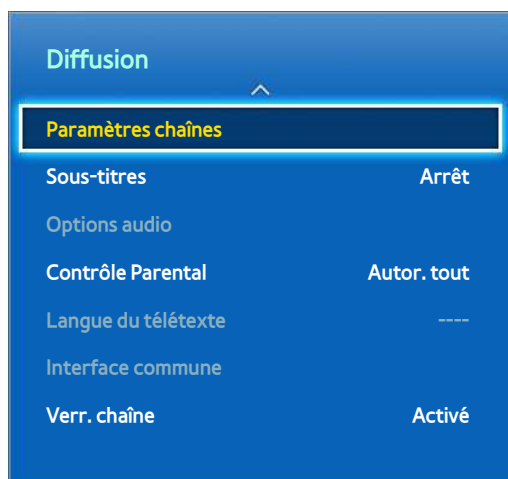 Diffusion
Paramètres chaînes
Sous-titres Arrêt
Options audio
Contrôle Parental Autor. tout
Langue du télétexte ----
Interface commune
Verr. chaîne Activé